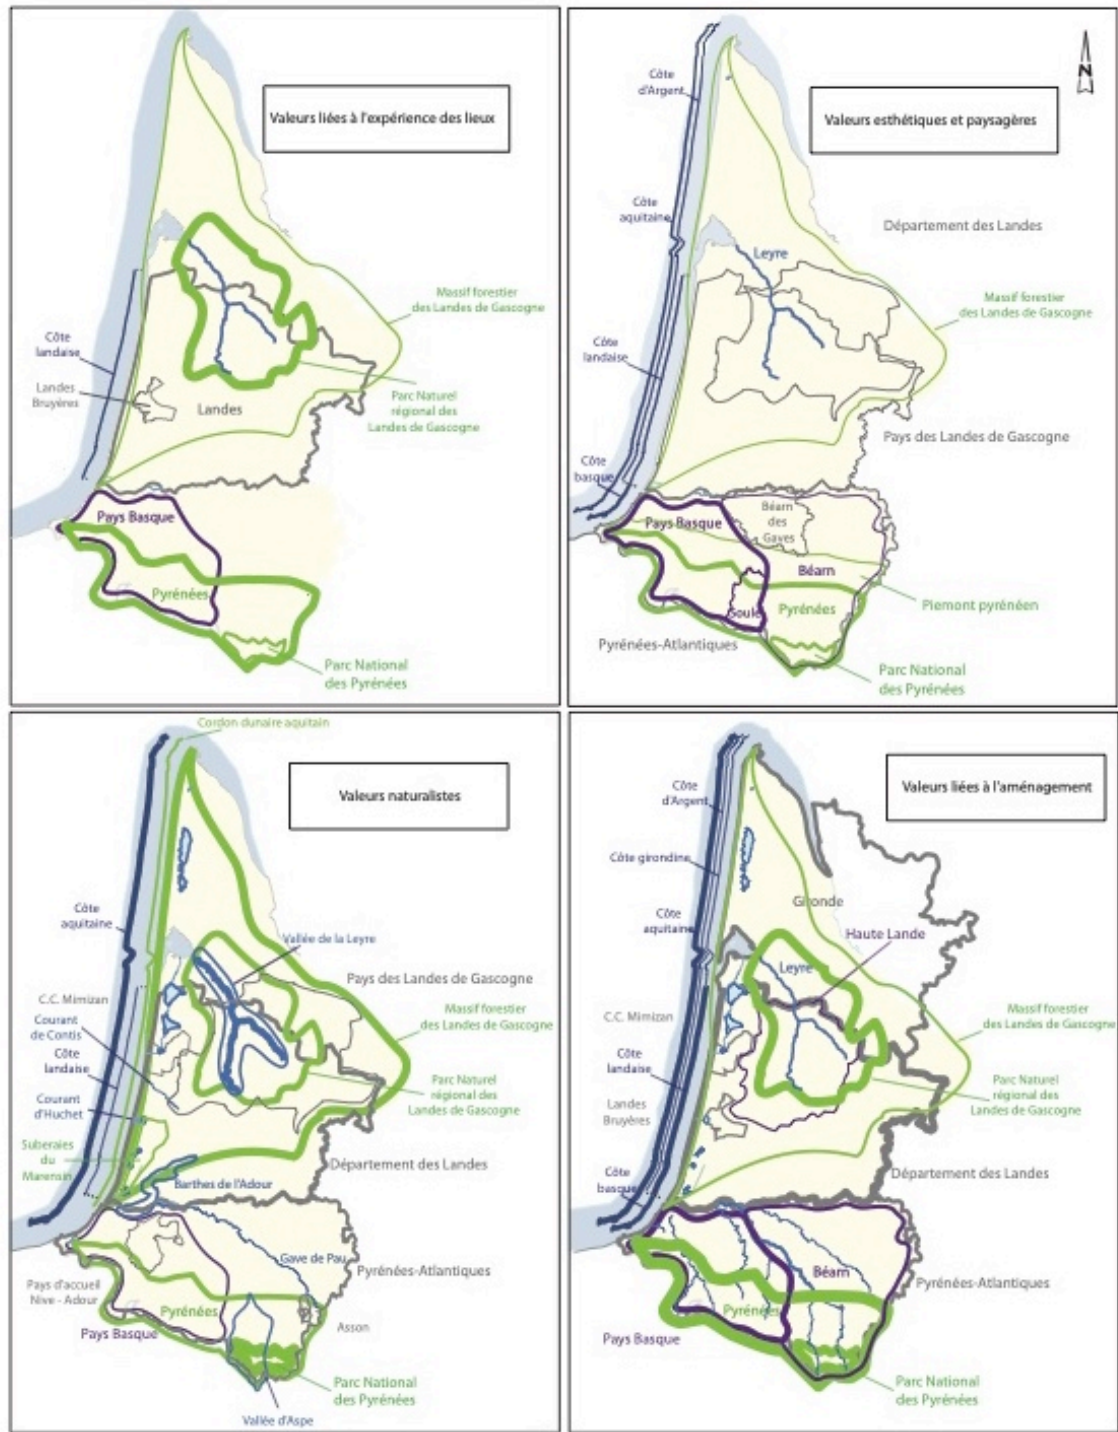 Valeurs liées à l'expérience des lieux
Côte
landaise
Landes
Bruyères
Landes
Massif forestier
des Landes de Gascogne
Parc Naturel
régional des
Landes de Gascogne
Pays Basque
Pyrénées
Parc National
des Pyrénées
Côte
d'Argent
N
Valeurs esthétiques et paysagères
Côte
aquitaine
Département des Landes
Leyre
Massif forestier
des Landes de Gascogne
Côte
landaise
Pays des Landes de Gascogne
Côte
basque
Pays Basque
Béarn
des
Gaves
Béarn
Soule
Pyrénées
Piemont pyrénéen
Pyrénées-Atlantiques
Parc National
des Pyrénées
Cordon dunaire aquitain
Valeurs naturalistes
Côte
aquitaine
Vallée de la Leyre
Pays des Landes de Gascogne
C.C. Mimizan
Courant
de Contis
Côte
landaise
Massif forestier
des Landes de Gascogne
Courant
d'Huchet
Parc Naturel
régional des
Landes de Gascogne
Suberaies
du
Marensin
Département des Landes
Barthes de l'Adour
Gave de Pau
Pyrénées-Atlantiques
Pays d'accueil
Nive - Adour
Pyrénées
Pays Basque
Asson
Parc National
des Pyrénées
Vallée d'Aspe
Valeurs liées à l'aménagement
Côte
d'Argent
Côte girondine
Gironde
Côte
aquitaine
Haute Lande
Leyre
C.C. Mimizan
Massif forestier
des Landes de Gascogne
Côte
landaise
Landes
Bruyères
Parc Naturel
régional des
Landes de Gascogne
Côte
basque
Département des Landes
Béarn
Pyrénées-Atlantiques
Pyrénées
Pays Basque
Parc National
des Pyrénées